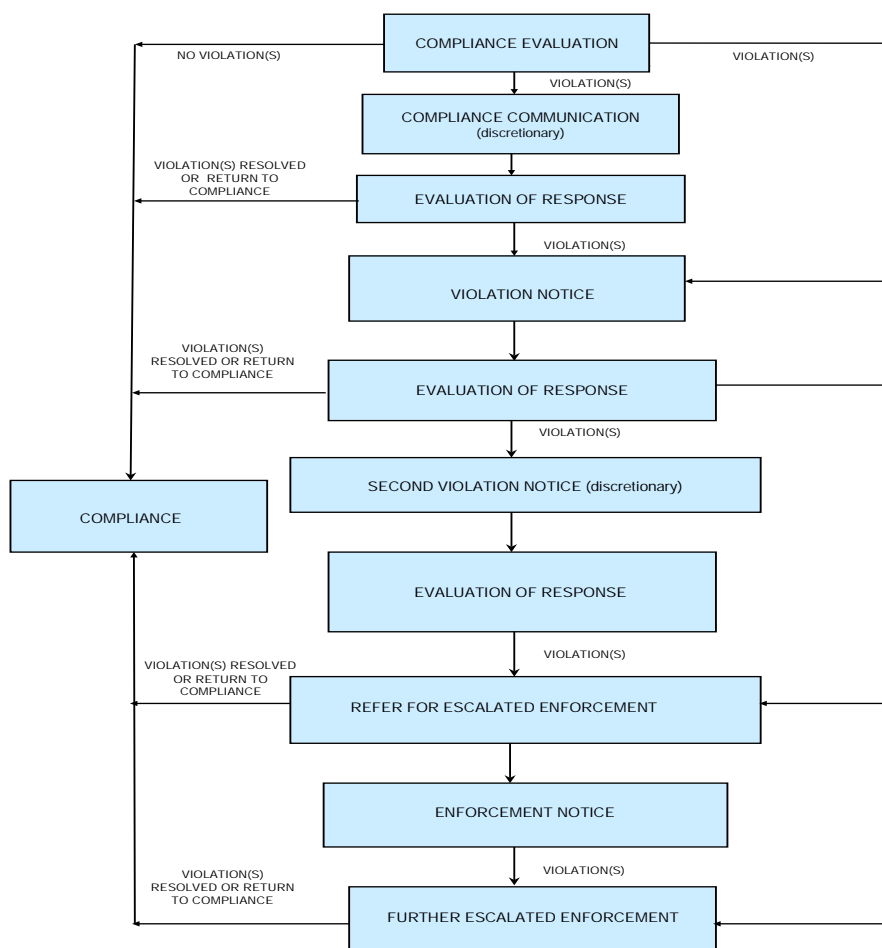 COMPLIANCE EVALUATION
NO VIOLATION(S)
VIOLATION(S)
VIOLATION(S)
COMPLIANCE COMMUNICATION
(discretionary)
VIOLATION(S) RESOLVED
OR RETURN TO
COMPLIANCE
EVALUATION OF RESPONSE
VIOLATION(S)
VIOLATION NOTICE
VIOLATION(S)
RESOLVED OR RETURN
TO COMPLIANCE
EVALUATION OF RESPONSE
VIOLATION(S)
SECOND VIOLATION NOTICE (discretionary)
COMPLIANCE
EVALUATION OF RESPONSE
VIOLATION(S)
VIOLATION(S) RESOLVED
OR RETURN TO
COMPLIANCE
REFER FOR ESCALATED ENFORCEMENT
ENFORCEMENT NOTICE
VIOLATION(S)
VIOLATION(S)
RESOLVED OR RETURN
TO COMPLIANCE
FURTHER ESCALATED ENFORCEMENT